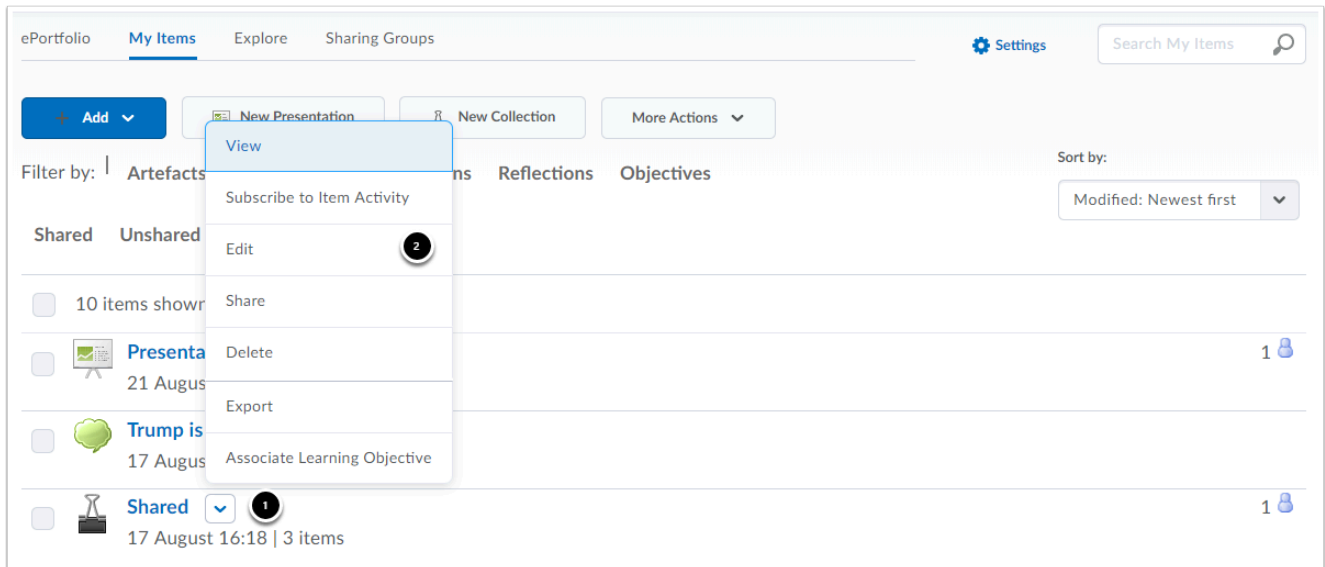 ePortfolio My Items Explore Sharing Groups Settings Search My Items
Add New Presentation New Collection More Actions
View
Sort by:
Filter by: Artefacts ns Reflections Objectives
Subscribe to Item Activity
Modified: Newest first
Shared Unshared
Edit 2
10 items shown
Share
Presenta
Delete
1
21 Augus
Export
Trump is
17 Augus
Associate Learning Objective
Shared 1
1
17 August 16:18 | 3 items